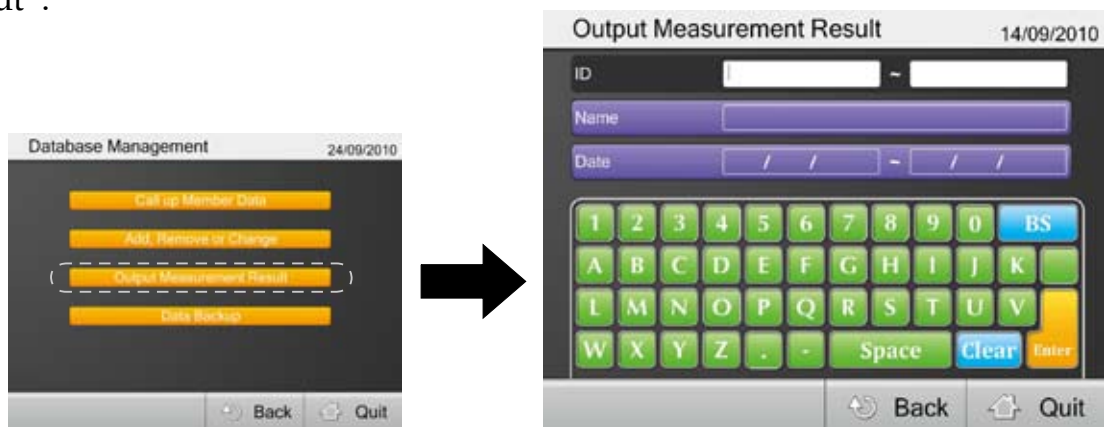 ut".
Database Management 24/09/2010
Call up Member Data
Add, Remove or Change
Output Measurement Result
Data Backup
Back Quit
Output Measurement Result 14/09/2010
ID ~
Name
Date / / ~ / /
1 2 3 4 5 6 7 8 9 0 BS
A B C D E F G H I J K
L M N O P Q R S T U V
W X Y Z . - Space Clear Enter
Back Quit